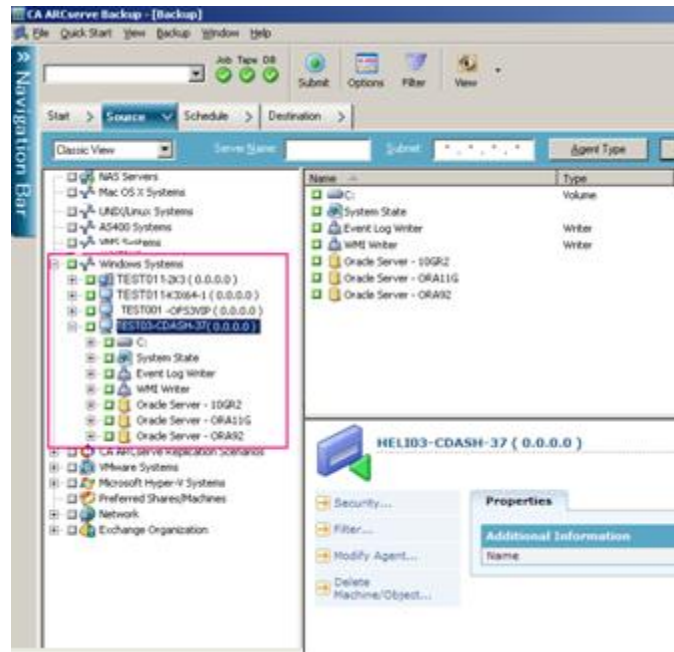 CA ARCserve Backup - [Backup]
File Quick Start View Backup Window Help
Job Tape DB
Submit Options Filter View
Navigation Bar
Start > Source Schedule > Destination >
Classic View Server Name: Subnet: * . * . * . * Agent Type
NAS Servers
Mac OS X Systems
UNIX/Linux Systems
AS400 Systems
VMS Systems
Windows Systems
TEST011-2K3 ( 0.0.0.0 )
TEST011-K3X64-1 ( 0.0.0.0 )
TEST001 -OFS3VIP ( 0.0.0.0 )
TEST03-CDASH-37( 0.0.0.0 )
C:
System State
Event Log Writer
WMI Writer
Oracle Server - 10GR2
Oracle Server - ORA11G
Oracle Server - ORA92
CA ARCserve Replication Scenarios
VMware Systems
Microsoft Hyper-V Systems
Preferred Shares/Machines
Network
Exchange Organization
Name Type
C: Volume
System State
Event Log Writer Writer
WMI Writer Writer
Oracle Server - 10GR2
Oracle Server - ORA11G
Oracle Server - ORA92
HELI03-CDASH-37 ( 0.0.0.0 )
Security...
Filter...
Modify Agent...
Delete
Machine/Object...
Properties
Additional Information
Name